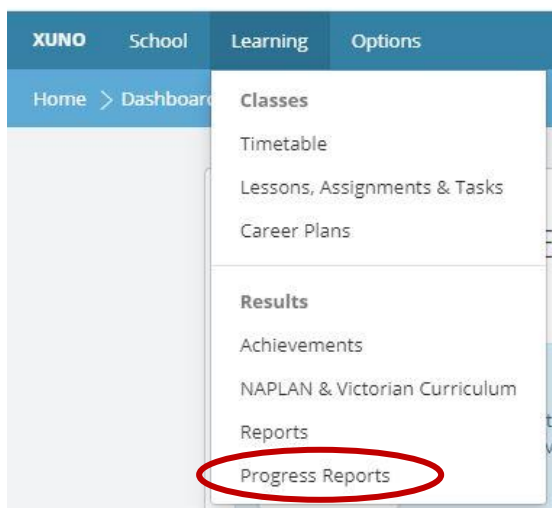 XUNO School Learning Options
Home > Dashboard
Classes
Timetable
Lessons, Assignments & Tasks
Career Plans
Results
Achievements
NAPLAN & Victorian Curriculum
Reports
Progress Reports